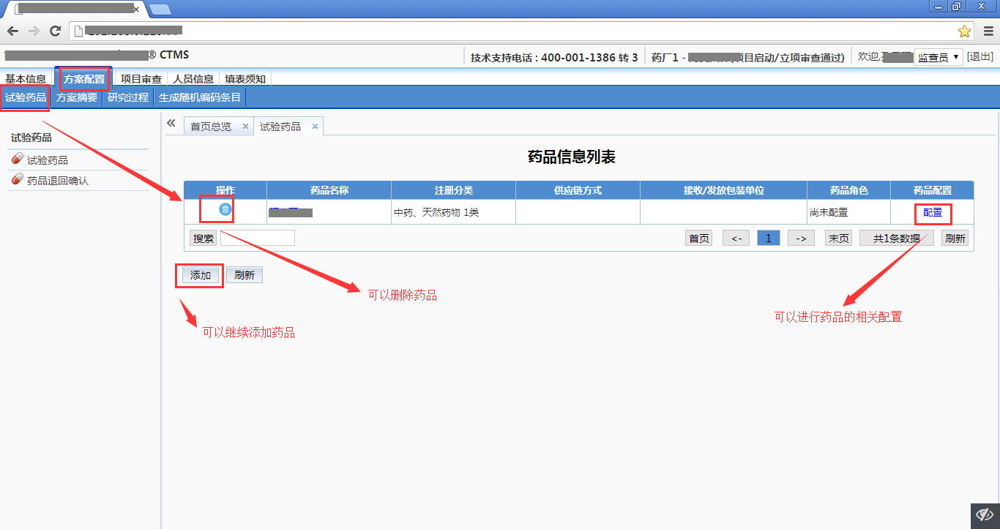 ® CTMS
技术支持电话：400-001-1386 转 3
药厂1 -
项目启动/立项审查通过)
欢迎,
监查员
[退出]
基本信息
方案配置
项目审查
人员信息
填表须知
试验药品
方案摘要
研究过程
生成随机编码条目
试验药品
试验药品
药品退回确认
首页总览
试验药品
药品信息列表
操作
药品名称
注册分类
供应链方式
接收/发放包装单位
药品角色
药品配置
中药、天然药物 1类
尚未配置
配置
搜索
首页
<-
1
->
末页
共1条数据
刷新
添加
刷新
可以删除药品
可以进行药品的相关配置
可以继续添加药品